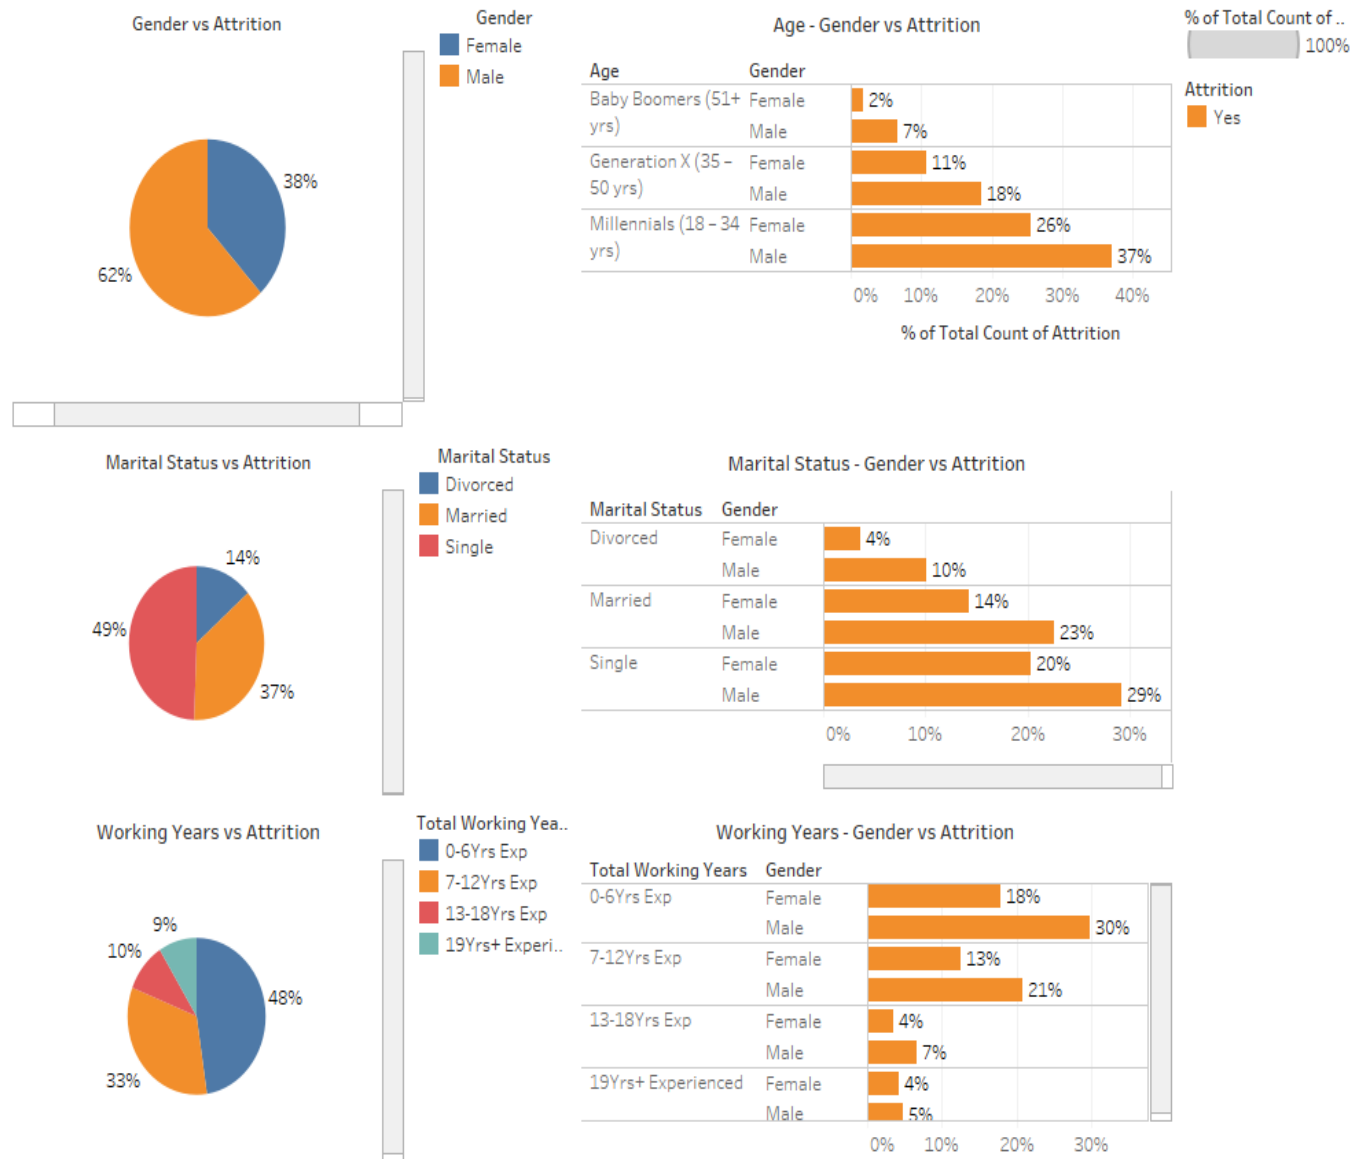 Gender vs Attrition
Gender
Female
Male
38%
62%
Age - Gender vs Attrition
Age Gender
Baby Boomers (51+ yrs) Female 2%
Male 7%
Generation X (35 – 50 yrs) Female 11%
Male 18%
Millennials (18 – 34 yrs) Female 26%
Male 37%
0% 10% 20% 30% 40%
% of Total Count of Attrition
% of Total Count of ..
100%
Attrition
Yes
Marital Status vs Attrition
Marital Status
Divorced
Married
Single
14%
49%
37%
Marital Status - Gender vs Attrition
Marital Status Gender
Divorced Female 4%
Male 10%
Married Female 14%
Male 23%
Single Female 20%
Male 29%
0% 10% 20% 30%
Working Years vs Attrition
Total Working Yea..
0-6Yrs Exp
7-12Yrs Exp
13-18Yrs Exp
19Yrs+ Experi..
9%
10%
48%
33%
Working Years - Gender vs Attrition
Total Working Years Gender
0-6Yrs Exp Female 18%
Male 30%
7-12Yrs Exp Female 13%
Male 21%
13-18Yrs Exp Female 4%
Male 7%
19Yrs+ Experienced Female 4%
Male 5%
0% 10% 20% 30%